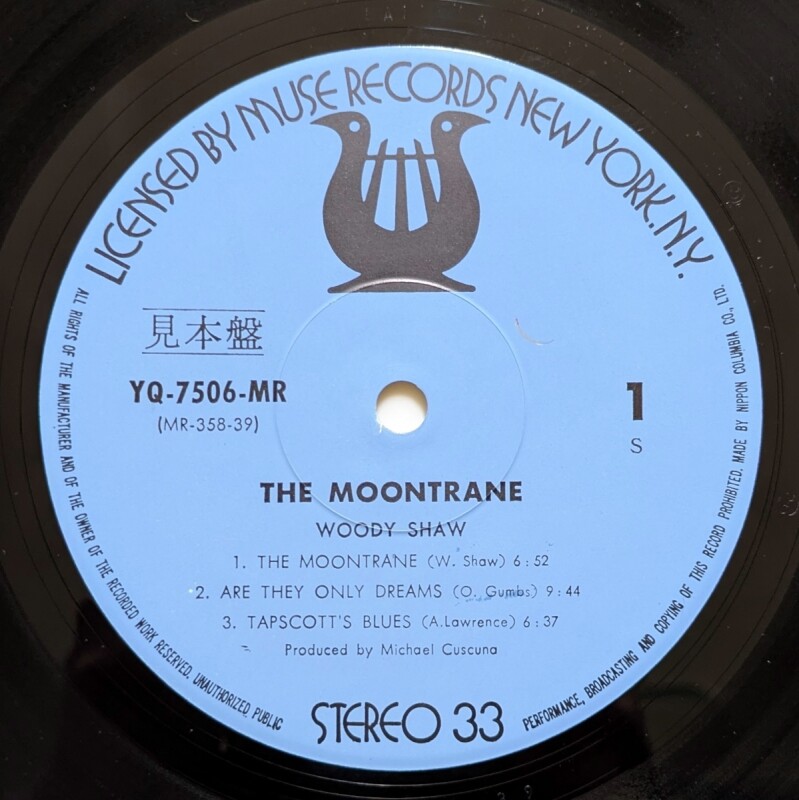 LICENSED BY MUSE RECORDS NEW YORK.N.Y.
見本盤
YQ-7506-MR
(MR-358-39)
1
S
THE MOONTRANE
WOODY SHAW
1. THE MOONTRANE (W. Shaw) 6:52
2. ARE THEY ONLY DREAMS (O. Gumbs) 9:44
3. TAPSCOTT'S BLUES (A.Lawrence) 6:37
Produced by Michael Cuscuna
STEREO 33
ALL RIGHTS OF THE MANUFACTURER AND OF THE OWNER OF THE RECORDED WORK RESERVED. UNAUTHORIZED PUBLIC
PERFORMANCE, BROADCASTING AND COPYING OF THIS RECORD PROHIBITED. MADE BY NIPPON COLUMBIA CO., LTD.